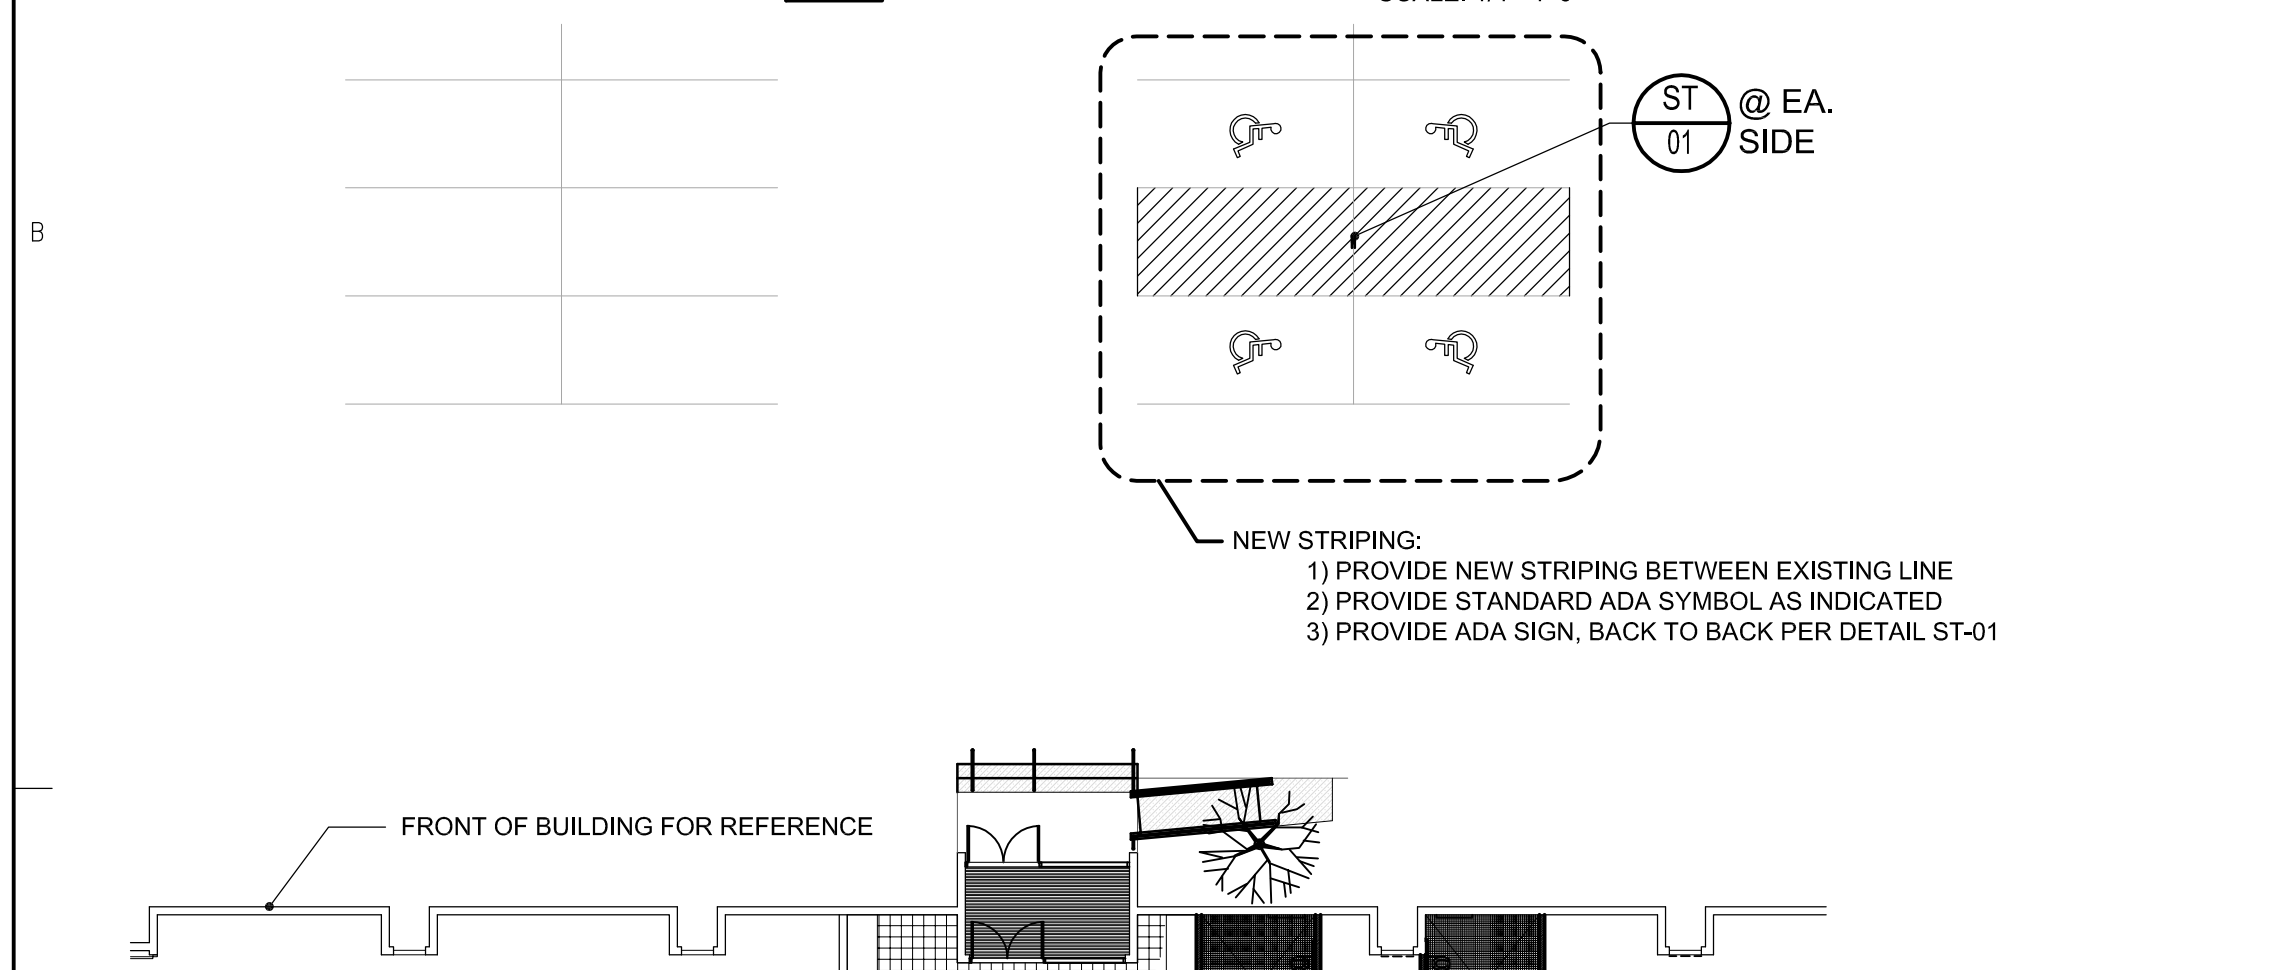 ST
01
@ EA.
SIDE
B
NEW STRIPING:
1) PROVIDE NEW STRIPING BETWEEN EXISTING LINE
2) PROVIDE STANDARD ADA SYMBOL AS INDICATED
3) PROVIDE ADA SIGN, BACK TO BACK PER DETAIL ST-01
FRONT OF BUILDING FOR REFERENCE